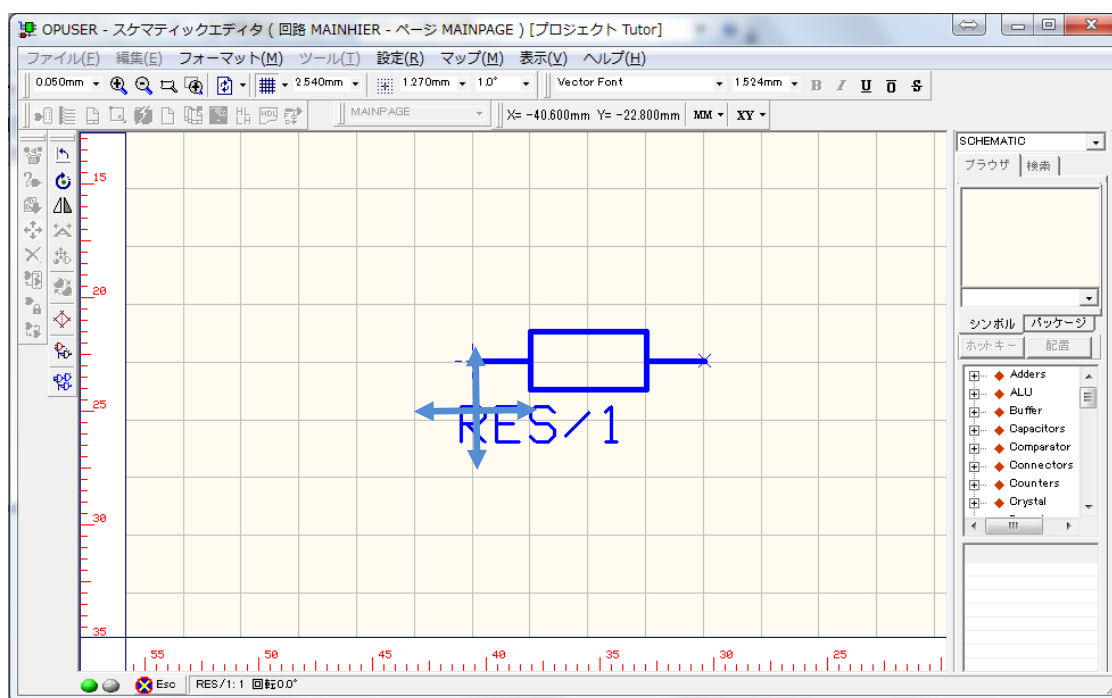 OPUSER - スケマティックエディタ ( 回路 MAINHIER - ページ MAINPAGE ) [プロジェクト Tutor]
ファイル(F) 編集(E) フォーマット(M) ツール(T) 設定(R) マップ(M) 表示(V) ヘルプ(H)
0.050mm 2.540mm 1.270mm 1.0° Vector Font 1.524mm B I U O S
MAINPAGE X= -40.600mm Y= -22.800mm MM XY
SCHEMATIC
ブラウザ 検索
15
20
25
30
35
RES/1
シンボル パッケージ
ホットキー 配置
Adders
ALU
Buffer
Capacitors
Comparator
Connectors
Counters
Crystal
55 50 45 40 35 30 25
Esc RES/1: 1 回転0.0°